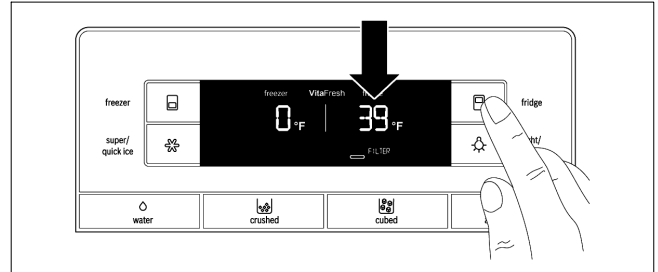 freezer VitaFresh
freezer
0 °F 39 °F
fridge
super/
quick ice
FILTER
water
crushed
cubed